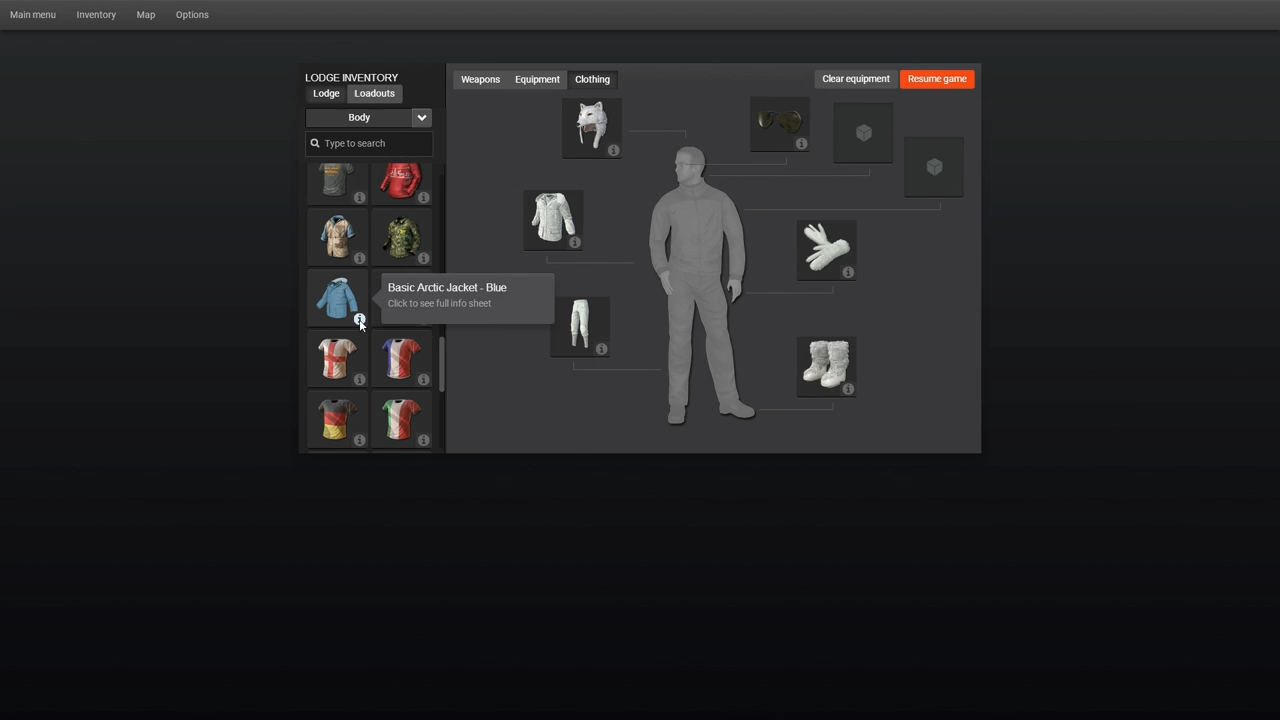 Main menu
Inventory
Map
Options
LODGE INVENTORY
Lodge
Loadouts
Body
Type to search
Weapons
Equipment
Clothing
Clear equipment
Resume game
Basic Arctic Jacket - Blue
Click to see full info sheet